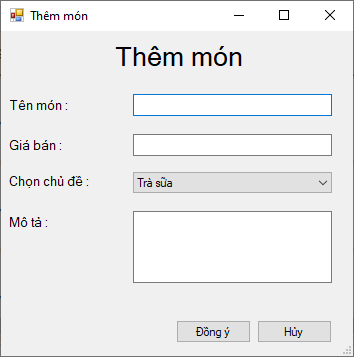 Thêm món
Thêm món
Tên món :
Giá bán :
Chọn chủ đề :
Trà sữa
Mô tả :
Đồng ý
Hủy